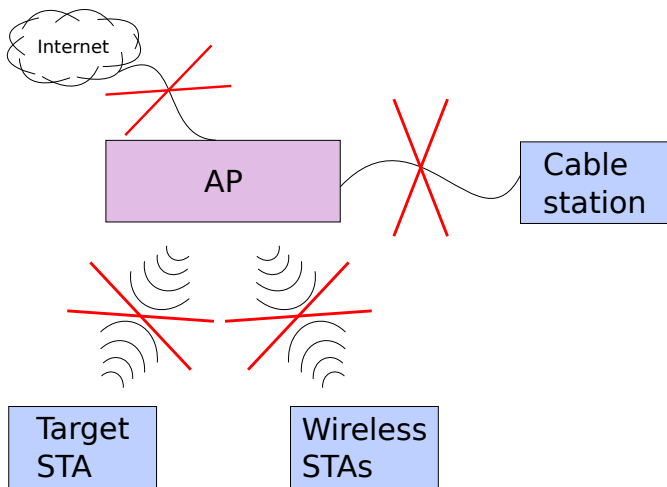 Internet
AP
Cable
station
Target
STA
Wireless
STAs